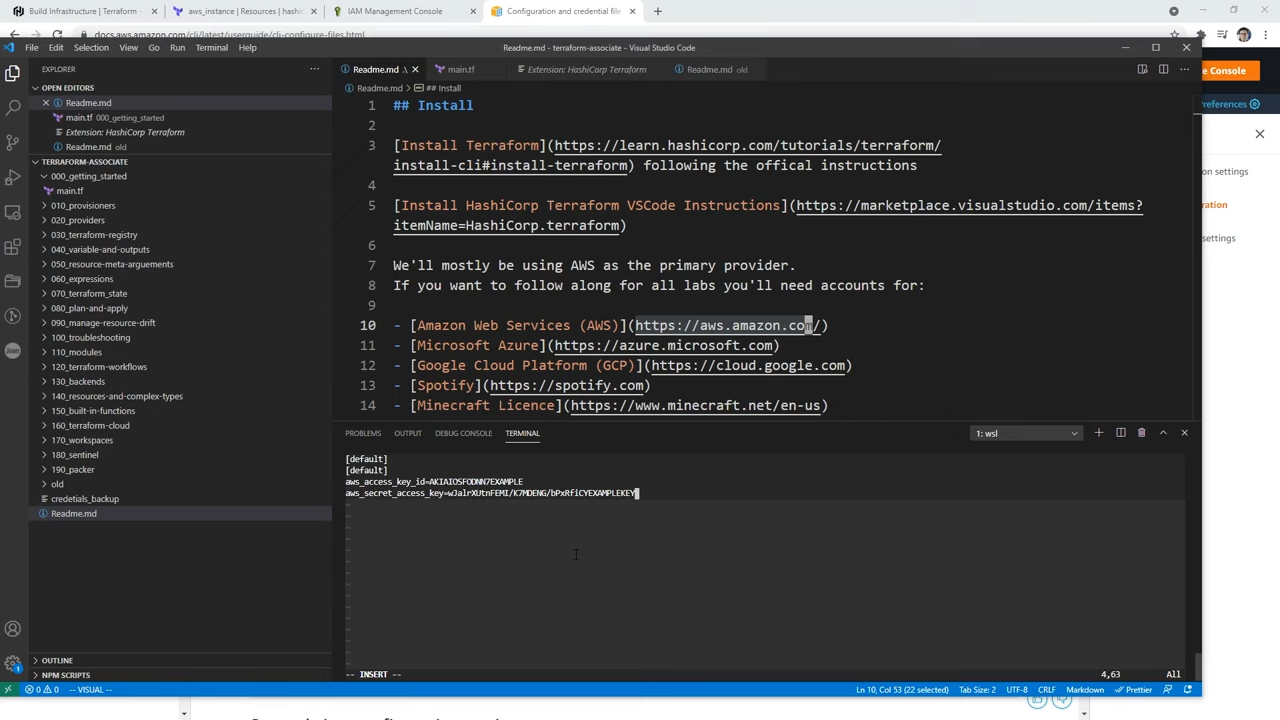 Build Infrastructure | Terraform -
aws_instance | Resources | hashic
IAM Management Console
Configuration and credential file
docs.aws.amazon.com/cli/latest/userguide/cli-configure-files.html
File Edit Selection View Go Run Terminal Help
Readme.md - terraform-associate - Visual Studio Code
e Console
EXPLORER
Readme.md .\
main.tf
Extension: HashiCorp Terraform
Readme.md old
OPEN EDITORS
Readme.md > ## Install
Readme.md
main.tf 000_getting_started
Extension: HashiCorp Terraform
Readme.md old
TERRAFORM-ASSOCIATE
000_getting_started
main.tf
010_provisioners
020_providers
030_terraform-registry
040_variable-and-outputs
050_resource-meta-arguements
060_expressions
070_terraform_state
080_plan-and-apply
090_manage-resource-drift
100_troubleshooting
110_modules
120_terraform-workflows
130_backends
140_resources-and-complex-types
150_built-in-functions
160_terraform-cloud
170_workspaces
180_sentinel
190_packer
old
credetials_backup
Readme.md
OUTLINE
NPM SCRIPTS
1 ## Install
2
3 [Install Terraform](https://learn.hashicorp.com/tutorials/terraform/
install-cli#install-terraform) following the offical instructions
4
5 [Install HashiCorp Terraform VSCode Instructions](https://marketplace.visualstudio.com/items?
itemName=HashiCorp.terraform)
6
7 We'll mostly be using AWS as the primary provider.
8 If you want to follow along for all labs you'll need accounts for:
9
10 - [Amazon Web Services (AWS)](https://aws.amazon.com/)
11 - [Microsoft Azure](https://azure.microsoft.com)
12 - [Google Cloud Platform (GCP)](https://cloud.google.com)
13 - [Spotify](https://spotify.com)
14 - [Minecraft Licence](https://www.minecraft.net/en-us)
PROBLEMS OUTPUT DEBUG CONSOLE TERMINAL
1: wsl
[default]
[default]
aws_access_key_id=AKIAIOSFODNN7EXAMPLE
aws_secret_access_key=wJalrXUtnFEMI/K7MDENG/bPxRfiCYEXAMPLEKEY
-- INSERT --
4,63
All
0 0 -- VISUAL --
Ln 10, Col 53 (22 selected)
Tab Size: 2
UTF-8
CRLF
Markdown
Prettier
Preferences
on settings
ration
settings
1